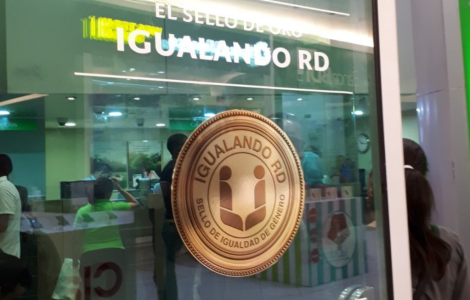 EL SELLO DE ORO
IGUALANDO RD
IGUALANDO RD
SELLO DE IGUALDAD DE GÉNERO